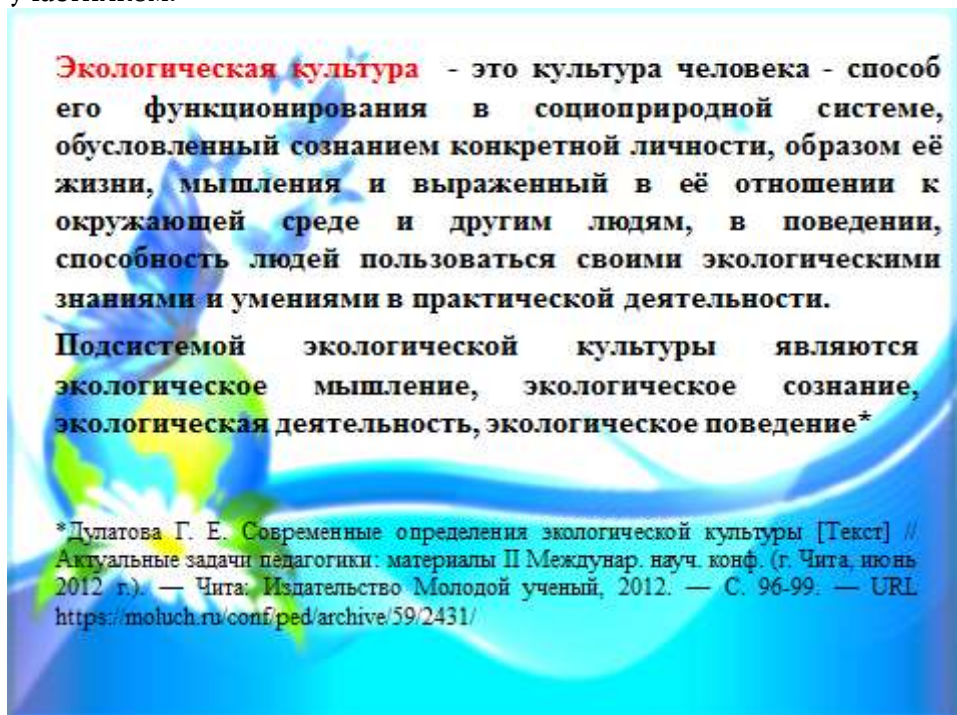 Экологическая культура - это культура человека - способ
его функционирования в социоприродной системе,
обусловленный сознанием конкретной личности, образом её
жизни, мышления и выраженный в её отношении к
окружающей среде и другим людям, в поведении,
способность людей пользоваться своими экологическими
знаниями и умениями в практической деятельности.
Подсистемой экологической культуры являются
экологическое мышление, экологическое сознание,
экологическая деятельность, экологическое поведение*
*Дулатова Г. Е. Современные определения экологической культуры [Текст] //
Актуальные задачи педагогики: материалы II Междунар. науч. конф. (г. Чита, июнь
2012 г.). — Чита: Издательство Молодой ученый, 2012. — С. 96-99. — URL
https://moluch.ru/conf/ped/archive/59/2431/